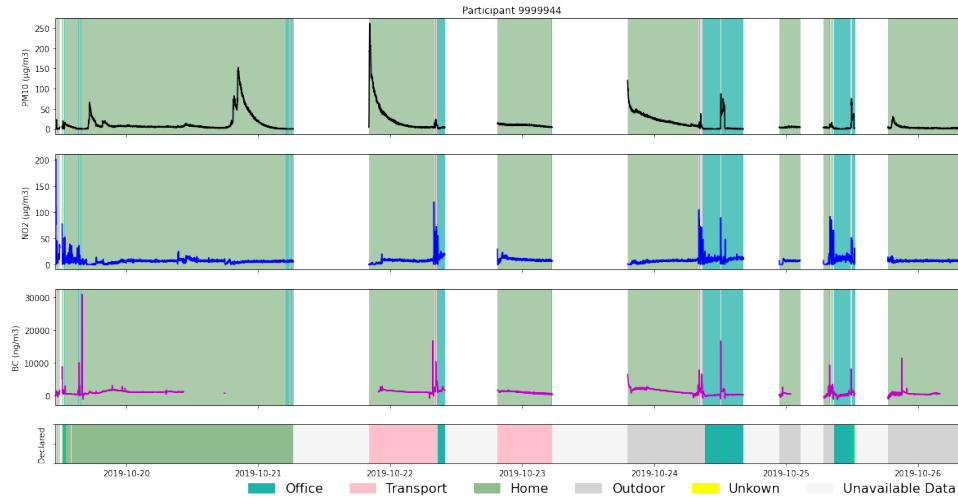 Participant 9999944
PM10 (µg/m3)
250
200
150
100
50
0
NO2 (µg/m3)
200
150
100
50
0
BC (ng/m3)
30000
20000
10000
0
Declared
2019-10-20 2019-10-21 2019-10-22 2019-10-23 2019-10-24 2019-10-25 2019-10-26
Office Transport Home Outdoor Unkown Unavailable Data